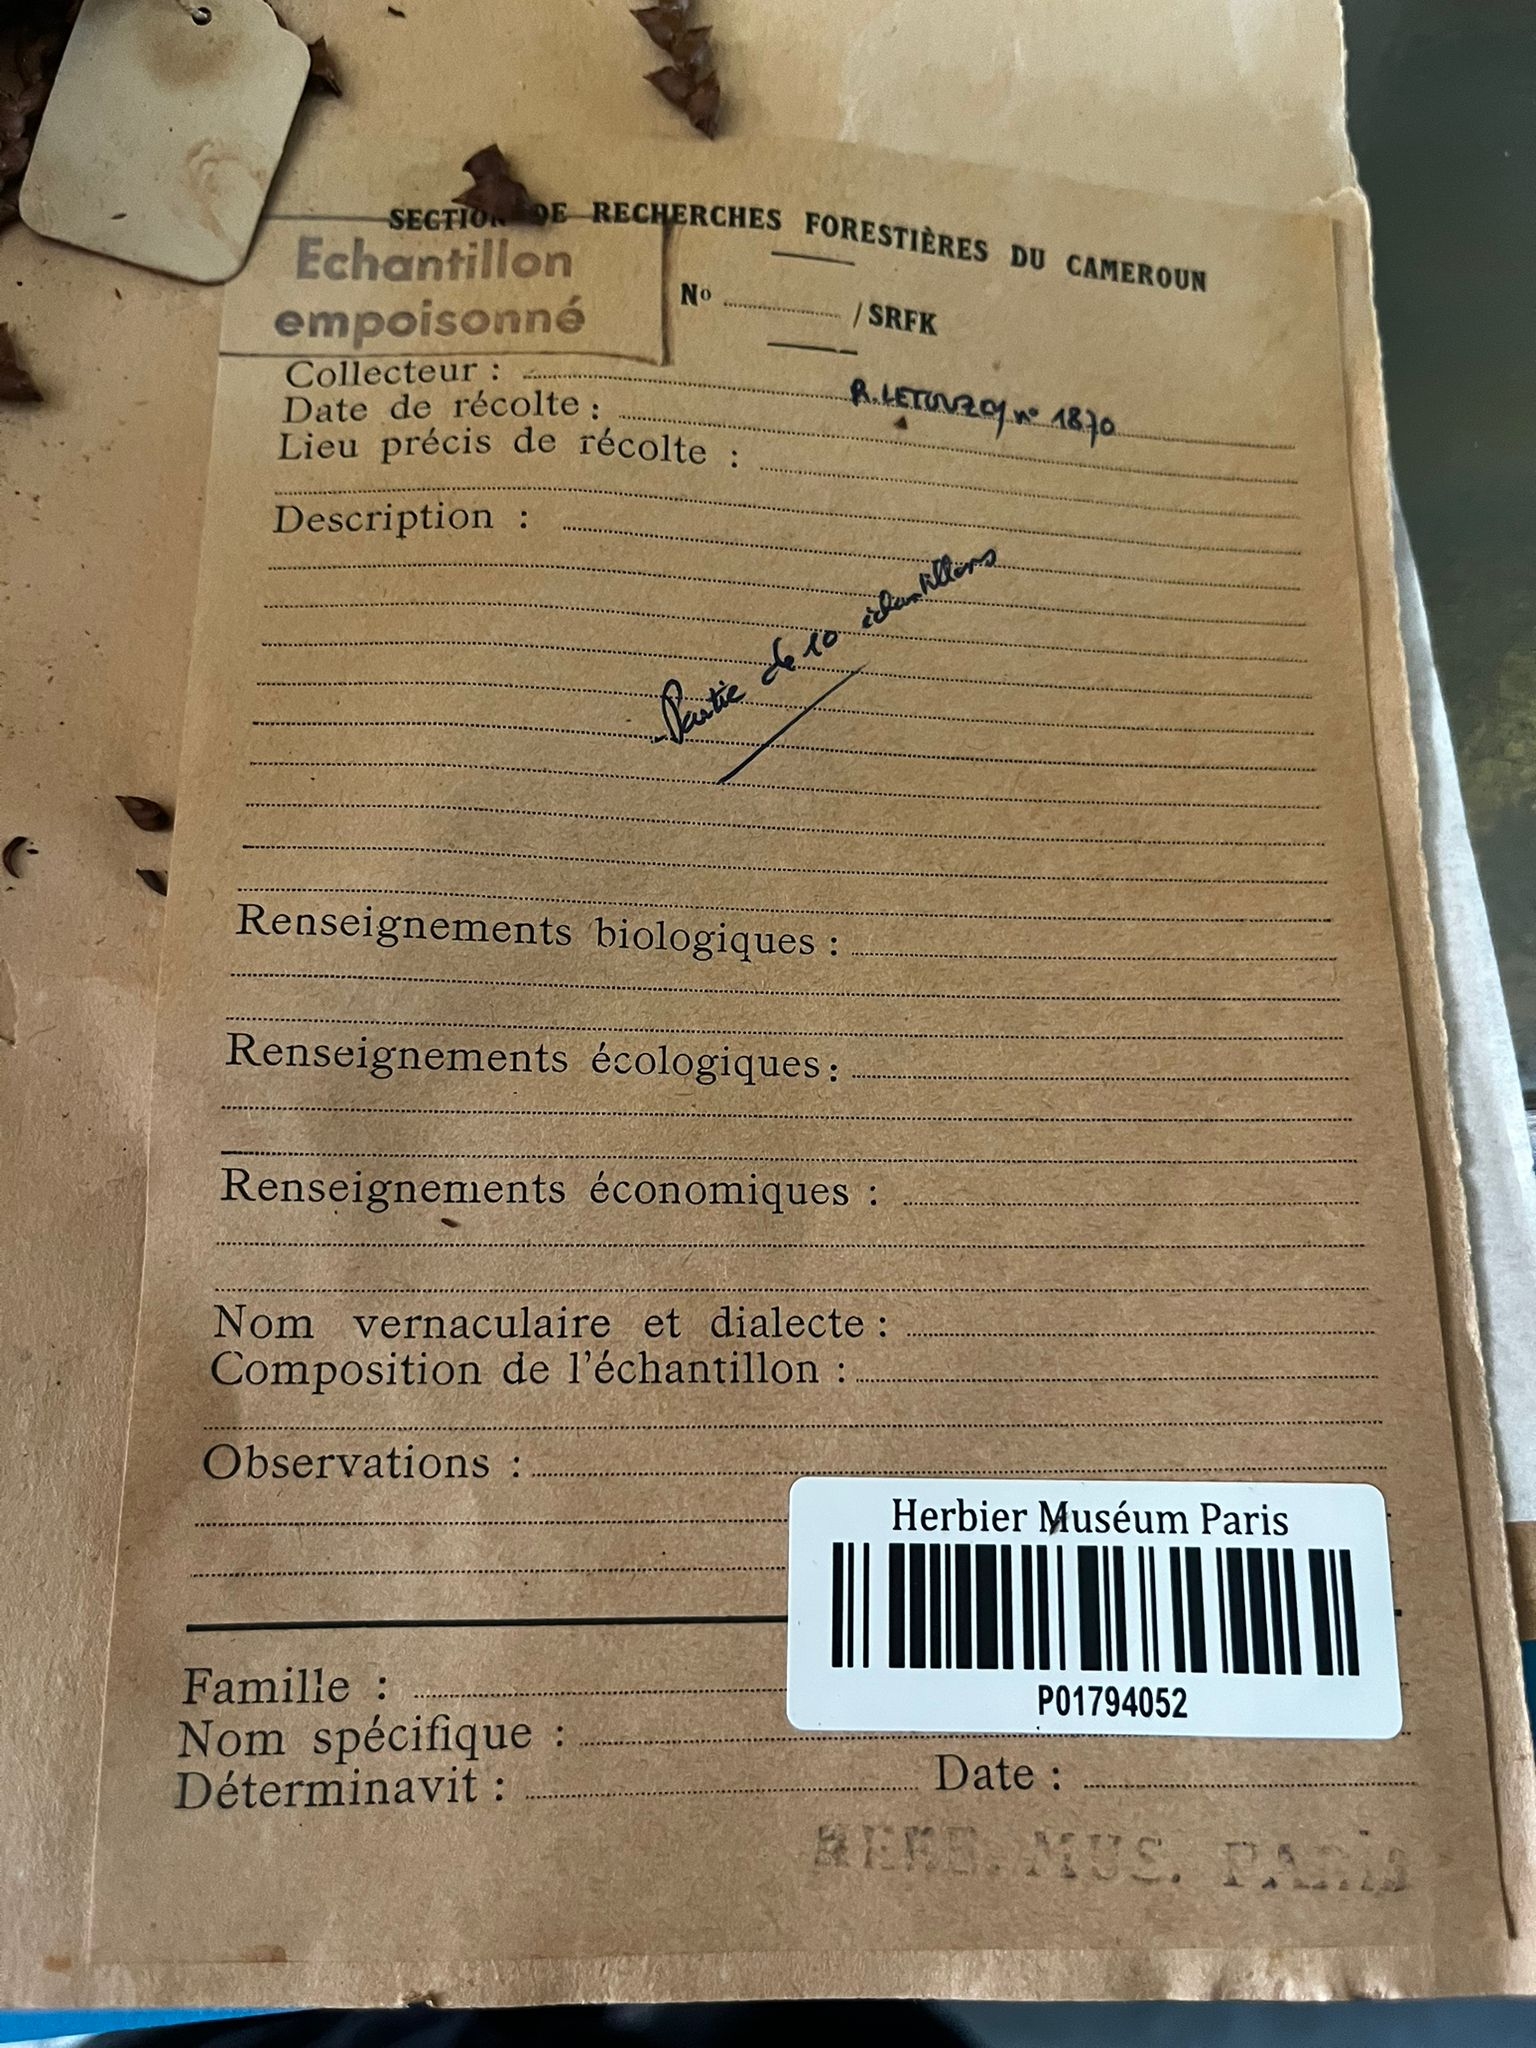 SECTION DE RECHERCHES FORESTIÈRES DU CAMEROUN
Echantillon
empoisonné
No / SRFK
Collecteur : R. LETOUZEY no 1870
Date de récolte :
Lieu précis de récolte :
Description :
Partie de 10 échantillons
Renseignements biologiques :
Renseignements écologiques :
Renseignements économiques :
Nom vernaculaire et dialecte :
Composition de l'échantillon :
Observations :
Herbier Muséum Paris
P01794052
Famille :
Nom spécifique :
Déterminavit : Date :
HERB. MUS. PARIS